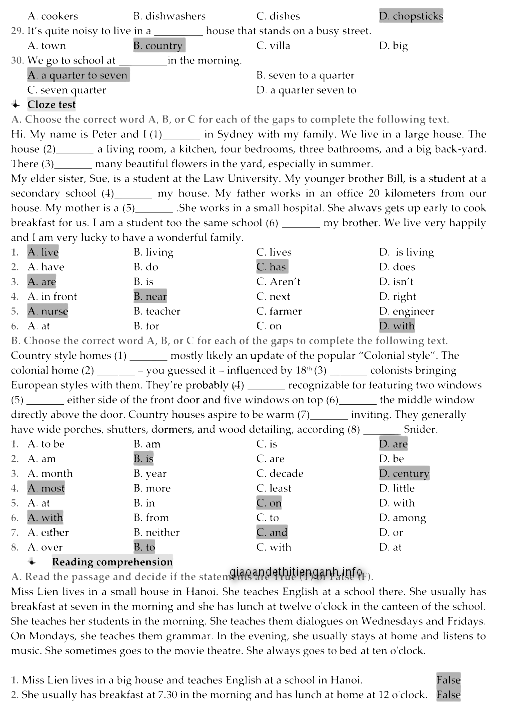 A. cookers B. dishwashers C. dishes D. chopsticks
29. It's quite noisy to live in a _________ house that stands on a busy street.
A. town B. country C. villa D. big
30. We go to school at _________ in the morning.
A. a quarter to seven B. seven to a quarter
C. seven quarter D. a quarter seven to
Cloze test
A. Choose the correct word A, B, or C for each of the gaps to complete the following text.
Hi. My name is Peter and I (1)_______ in Sydney with my family. We live in a large house. The
house (2)_______ a living room, a kitchen, four bedrooms, three bathrooms, and a big back-yard.
There (3)_______ many beautiful flowers in the yard, especially in summer.
My elder sister, Sue, is a student at the Law University. My younger brother Bill, is a student at a
secondary school (4)_______ my house. My father works in an office 20 kilometers from our
house. My mother is a (5)_______ .She works in a small hospital. She always gets up early to cook
breakfast for us. I am a student too the same school (6) _______ my brother. We live very happily
and I am very lucky to have a wonderful family.
1. A. live B. living C. lives D. is living
2. A. have B. do C. has D. does
3. A. are B. is C. Aren't D. isn't
4. A. in front B. near C. next D. right
5. A. nurse B. teacher C. farmer D. engineer
6. A. at B. for C. on D. with
B. Choose the correct word A, B, or C for each of the gaps to complete the following text.
Country style homes (1) _______ mostly likely an update of the popular "Colonial style". The
colonial home (2) _______ – you guessed it – influenced by 18th (3) _______ colonists bringing
European styles with them. They're probably (4) _______ recognizable for featuring two windows
(5) _______ either side of the front door and five windows on top (6)_______ the middle window
directly above the door. Country houses aspire to be warm (7)_______ inviting. They generally
have wide porches, shutters, dormers, and wood detailing, according (8) _______ Snider.
1. A. to be B. am C. is D. are
2. A. am B. is C. are D. be
3. A. month B. year C. decade D. century
4. A. most B. more C. least D. little
5. A. at B. in C. on D. with
6. A. with B. from C. to D. among
7. A. either B. neither C. and D. or
8. A. over B. to C. with D. at
Reading comprehension
giaoandethitienganh.info
A. Read the passage and decide if the statements are True (T) or False (F).
Miss Lien lives in a small house in Hanoi. She teaches English at a school there. She usually has
breakfast at seven in the morning and she has lunch at twelve o'clock in the canteen of the school.
She teaches her students in the morning. She teaches them dialogues on Wednesdays and Fridays.
On Mondays, she teaches them grammar. In the evening, she usually stays at home and listens to
music. She sometimes goes to the movie theatre. She always goes to bed at ten o'clock.
1. Miss Lien lives in a big house and teaches English at a school in Hanoi. False
2. She usually has breakfast at 7.30 in the morning and has lunch at home at 12 o'clock. False